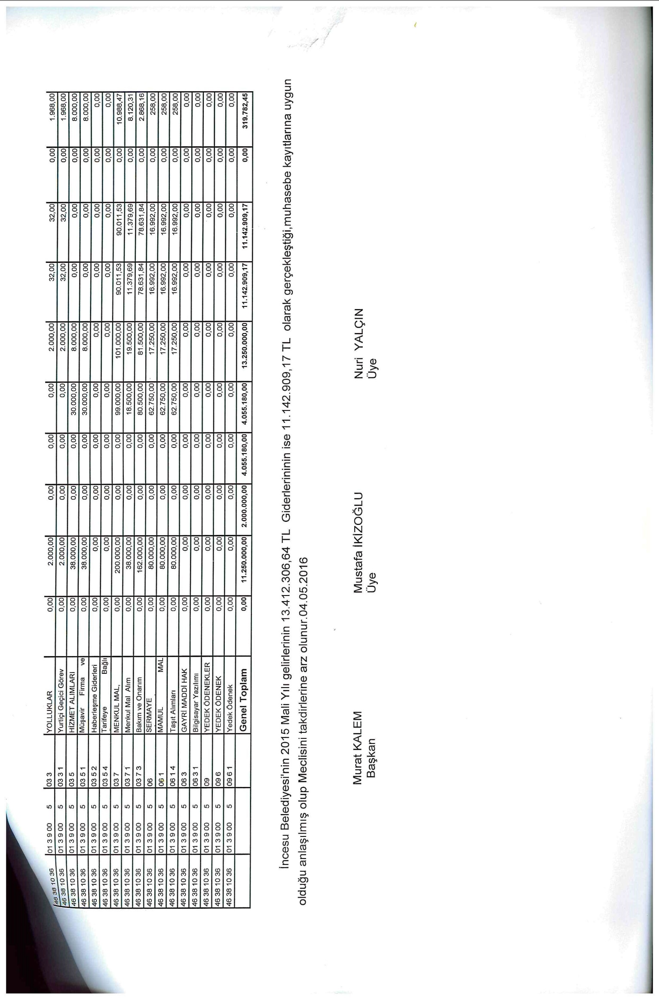 46 38 10 36 01 3 9 00 5 03 3 YOLLUKLAR 0,00 2.000,00 0,00 0,00 0,00 2.000,00 32,00 32,00 0,00 1.968,00
46 38 10 36 01 3 9 00 5 03 3 1 Yurtiçi Geçici Görev 0,00 2.000,00 0,00 0,00 0,00 2.000,00 32,00 32,00 0,00 1.968,00
46 38 10 36 01 3 9 00 5 03 5 HİZMET ALIMLARI 0,00 38.000,00 0,00 0,00 30.000,00 8.000,00 0,00 0,00 0,00 8.000,00
46 38 10 36 01 3 9 00 5 03 5 1 Müşavir Firma ve 0,00 38.000,00 0,00 0,00 30.000,00 8.000,00 0,00 0,00 0,00 8.000,00
46 38 10 36 01 3 9 00 5 03 5 2 Haberleşme Giderleri 0,00 0,00 0,00 0,00 0,00 0,00 0,00 0,00 0,00 0,00
46 38 10 36 01 3 9 00 5 03 5 4 Tarifeye Bağlı 0,00 0,00 0,00 0,00 0,00 0,00 0,00 0,00 0,00 0,00
46 38 10 36 01 3 9 00 5 03 7 MENKUL MAL, 0,00 200.000,00 0,00 0,00 99.000,00 101.000,00 90.011,53 90.011,53 0,00 10.988,47
46 38 10 36 01 3 9 00 5 03 7 1 Menkul Mal Alım 0,00 38.000,00 0,00 0,00 18.500,00 19.500,00 11.379,69 11.379,69 0,00 8.120,31
46 38 10 36 01 3 9 00 5 03 7 3 Bakım ve Onarım 0,00 162.000,00 0,00 0,00 80.500,00 81.500,00 78.631,84 78.631,84 0,00 2.868,16
46 38 10 36 01 3 9 00 5 06 SERMAYE 0,00 80.000,00 0,00 0,00 62.750,00 17.250,00 16.992,00 16.992,00 0,00 258,00
46 38 10 36 01 3 9 00 5 06 1 MAMUL MAL 0,00 80.000,00 0,00 0,00 62.750,00 17.250,00 16.992,00 16.992,00 0,00 258,00
46 38 10 36 01 3 9 00 5 06 1 4 Taşıt Alımları 0,00 80.000,00 0,00 0,00 62.750,00 17.250,00 16.992,00 16.992,00 0,00 258,00
46 38 10 36 01 3 9 00 5 06 3 GAYRİ MADDİ HAK 0,00 0,00 0,00 0,00 0,00 0,00 0,00 0,00 0,00 0,00
46 38 10 36 01 3 9 00 5 06 3 1 Bilgisayar Yazılımı 0,00 0,00 0,00 0,00 0,00 0,00 0,00 0,00 0,00 0,00
46 38 10 36 01 3 9 00 5 09 YEDEK ÖDENEKLER 0,00 0,00 0,00 0,00 0,00 0,00 0,00 0,00 0,00 0,00
46 38 10 36 01 3 9 00 5 09 6 YEDEK ÖDENEK 0,00 0,00 0,00 0,00 0,00 0,00 0,00 0,00 0,00 0,00
46 38 10 36 01 3 9 00 5 09 6 1 Yedek Ödenek 0,00 0,00 0,00 0,00 0,00 0,00 0,00 0,00 0,00 0,00
Genel Toplam 0,00 11.250.000,00 2.000.000,00 4.055.180,00 4.055.180,00 13.250.000,00 11.142.909,17 11.142.909,17 0,00 319.782,45
İncesu Belediyesi'nin 2015 Mali Yılı gelirlerinin 13.412.306,64 TL Giderlerininin ise 11.142.909,17 TL olarak gerçekleştiği,muhasebe kayıtlarına uygun
olduğu anlaşılmış olup Meclisini takdirlerine arz olunur.04.05.2016
Murat KALEM Mustafa İKİZOĞLU Nuri YALÇIN
Başkan Üye Üye